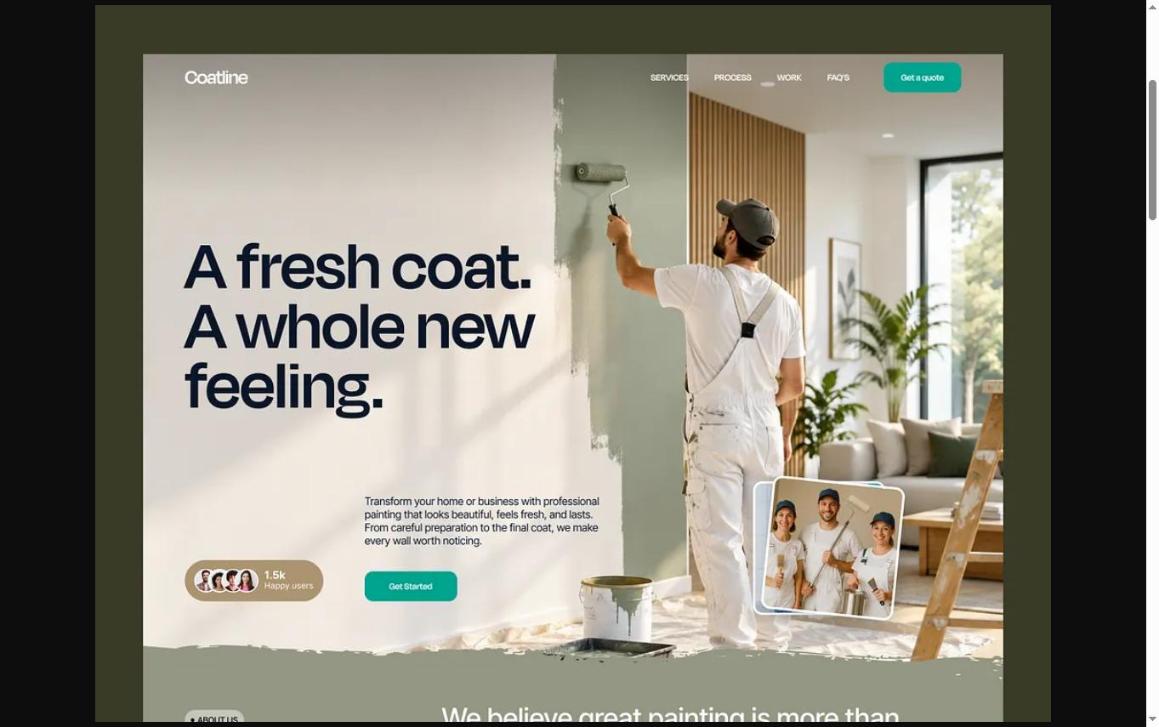 Coatline
SERVICES
PROCESS
WORK
FAQ'S
Get a quote
A fresh coat.
A whole new
feeling.
Transform your home or business with professional
painting that looks beautiful, feels fresh, and lasts.
From careful preparation to the final coat, we make
every wall worth noticing.
1.5k
Happy users
Get Started
• ABOUT US
We believe great painting is more than